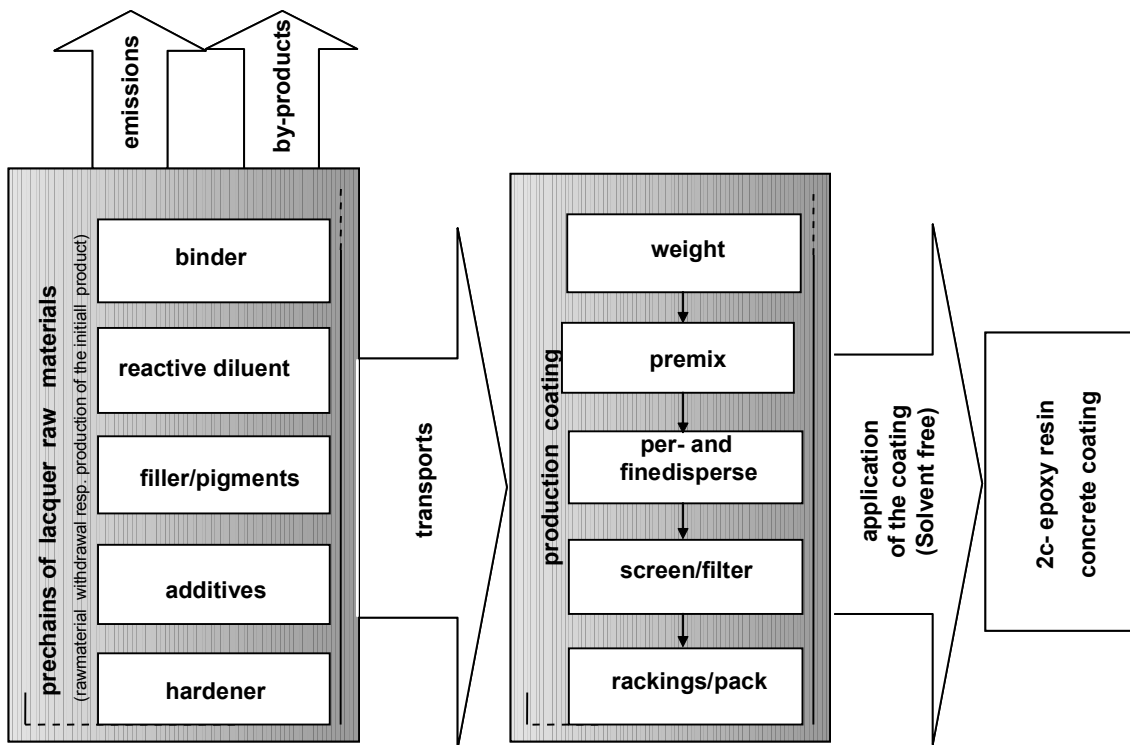 emissions
by-products
prechains of lacquer raw materials
(rawmaterial withdrawal resp. production of the initiall product)
binder
reactive diluent
filler/pigments
additives
hardener
transports
production coating
weight
premix
per- and
finedisperse
screen/filter
rackings/pack
application
of the coating
(Solvent free)
2c- epoxy resin
concrete coating